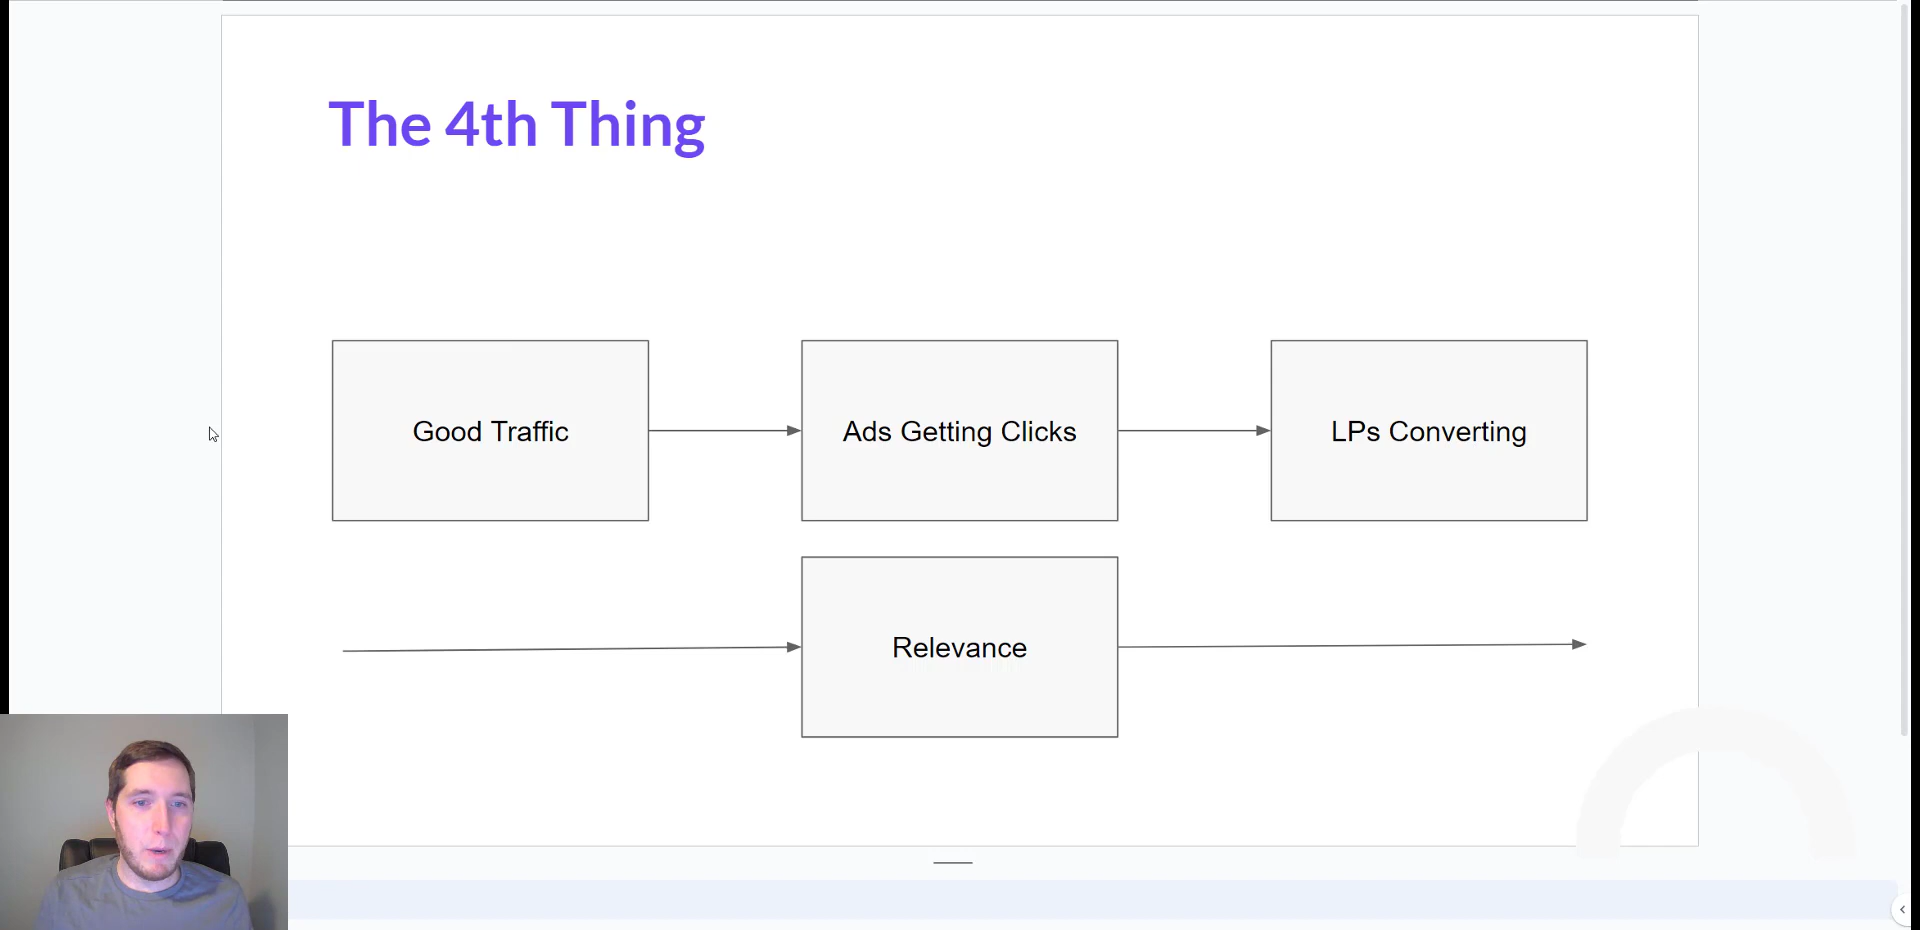 The 4th Thing
Good Traffic
Ads Getting Clicks
LPs Converting
Relevance